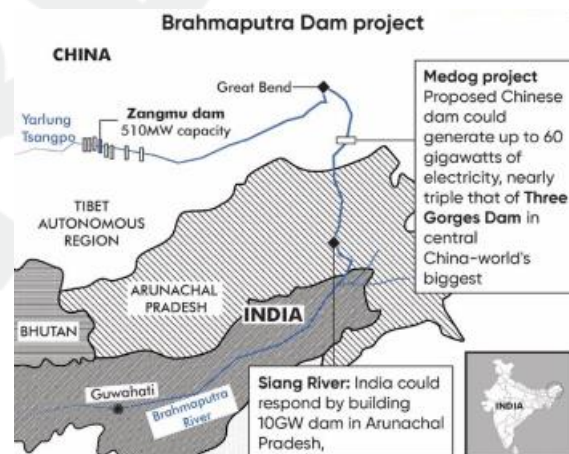 Brahmaputra Dam project
CHINA
Great Bend
Yarlung
Tsangpo
Zangmu dam
510MW capacity
Medog project
Proposed Chinese
dam could
generate up to 60
gigawatts of
electricity, nearly
triple that of Three
Gorges Dam in
central
China-world's
biggest
TIBET
AUTONOMOUS
REGION
ARUNACHAL
PRADESH
INDIA
BHUTAN
Guwahati
Brahmaputra
River
Siang River: India could
respond by building
10GW dam in Arunachal
Pradesh,
INDIA